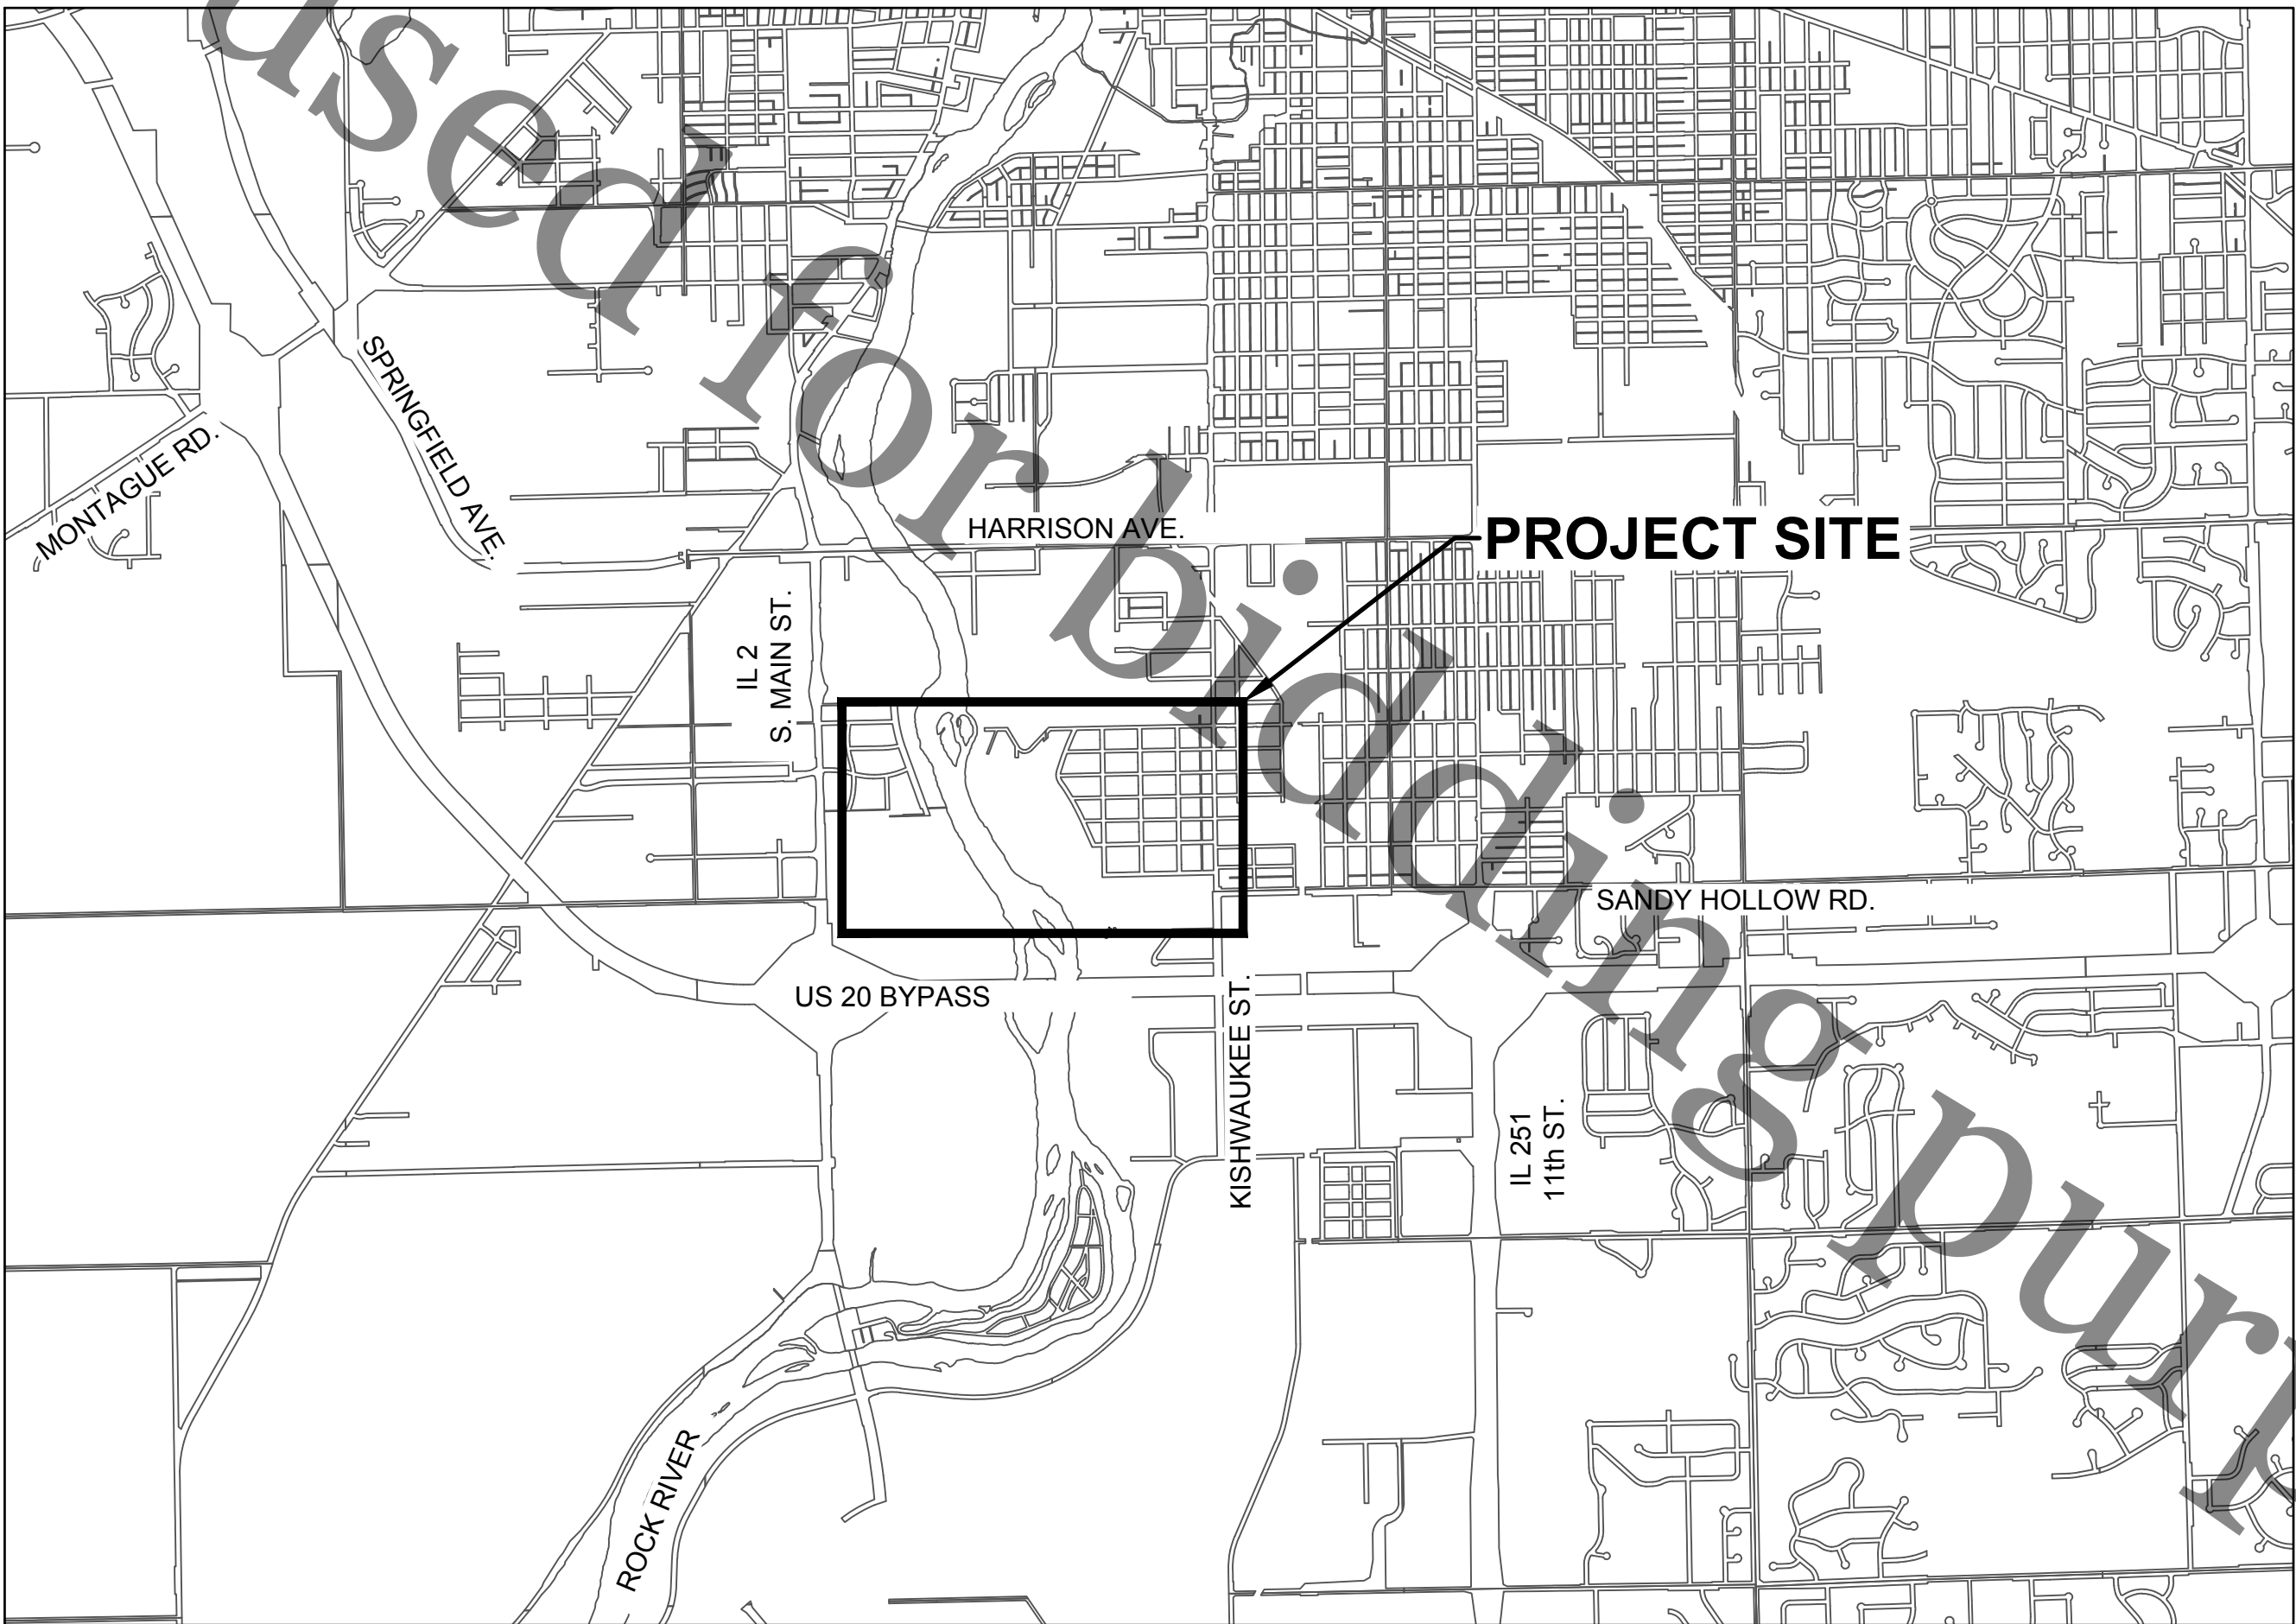 used for bidding purp
SPRINGFIELD AVE.
MONTAGUE RD.
HARRISON AVE.
PROJECT SITE
IL 2
S. MAIN ST.
SANDY HOLLOW RD.
US 20 BYPASS
KISHWAUKEE ST.
IL 251
11th ST.
ROCK RIVER